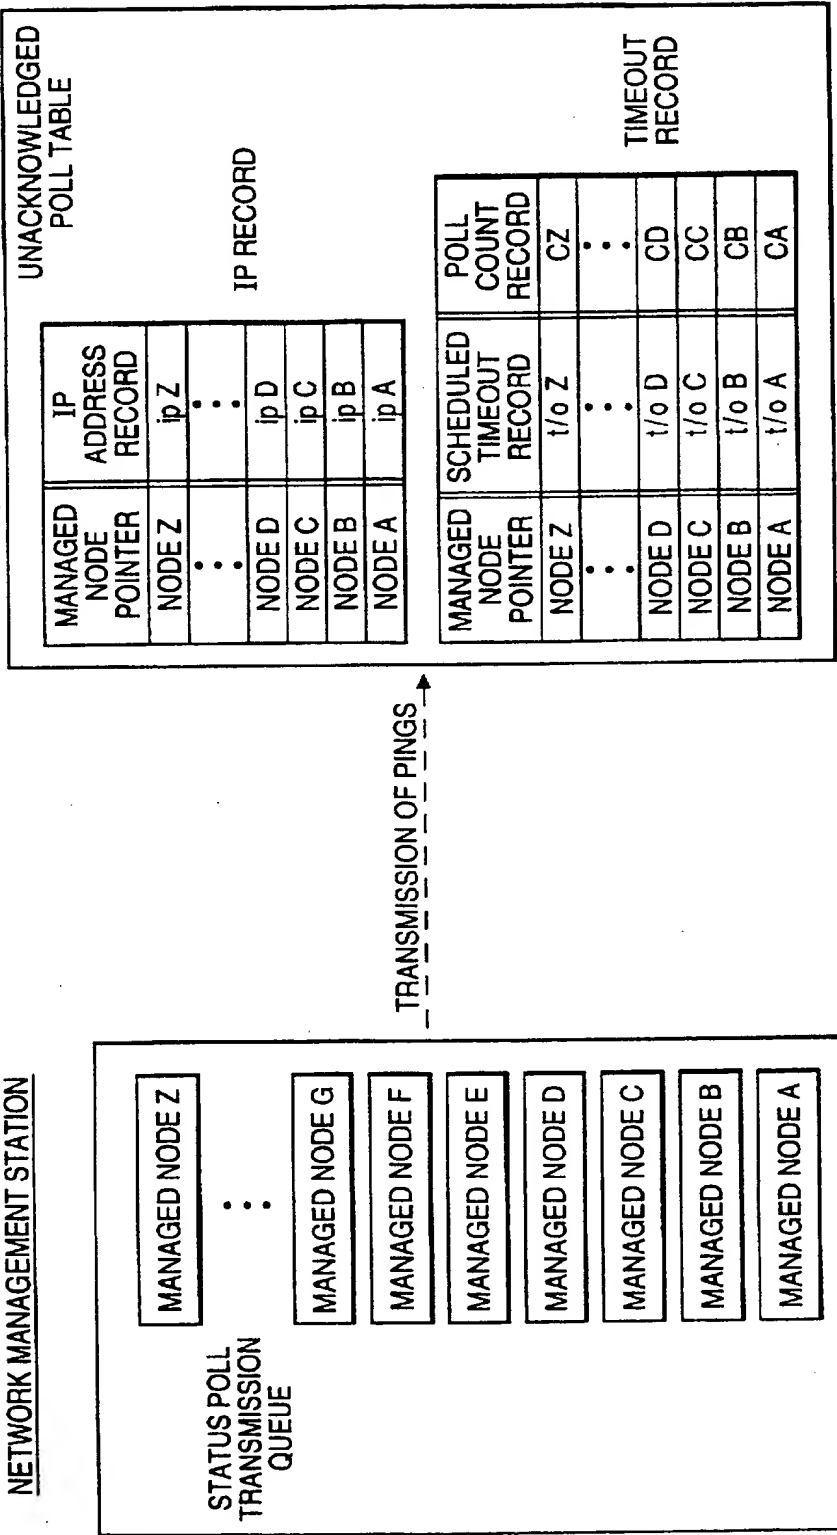 NETWORK MANAGEMENT STATION
STATUS POLL
TRANSMISSION
QUEUE
MANAGED NODE Z
• • •
MANAGED NODE G
MANAGED NODE F
MANAGED NODE E
MANAGED NODE D
MANAGED NODE C
MANAGED NODE B
MANAGED NODE A
TRANSMISSION OF PINGS
UNACKNOWLEDGED
POLL TABLE
MANAGED
NODE
POINTER
IP
ADDRESS
RECORD
NODE Z ip Z
• • • • • •
NODE D ip D
NODE C ip C
NODE B ip B
NODE A ip A
IP RECORD
MANAGED
NODE
POINTER
SCHEDULED
TIMEOUT
RECORD
POLL
COUNT
RECORD
NODE Z t/o Z CZ
• • • • • • • • •
NODE D t/o D CD
NODE C t/o C CC
NODE B t/o B CB
NODE A t/o A CA
TIMEOUT
RECORD